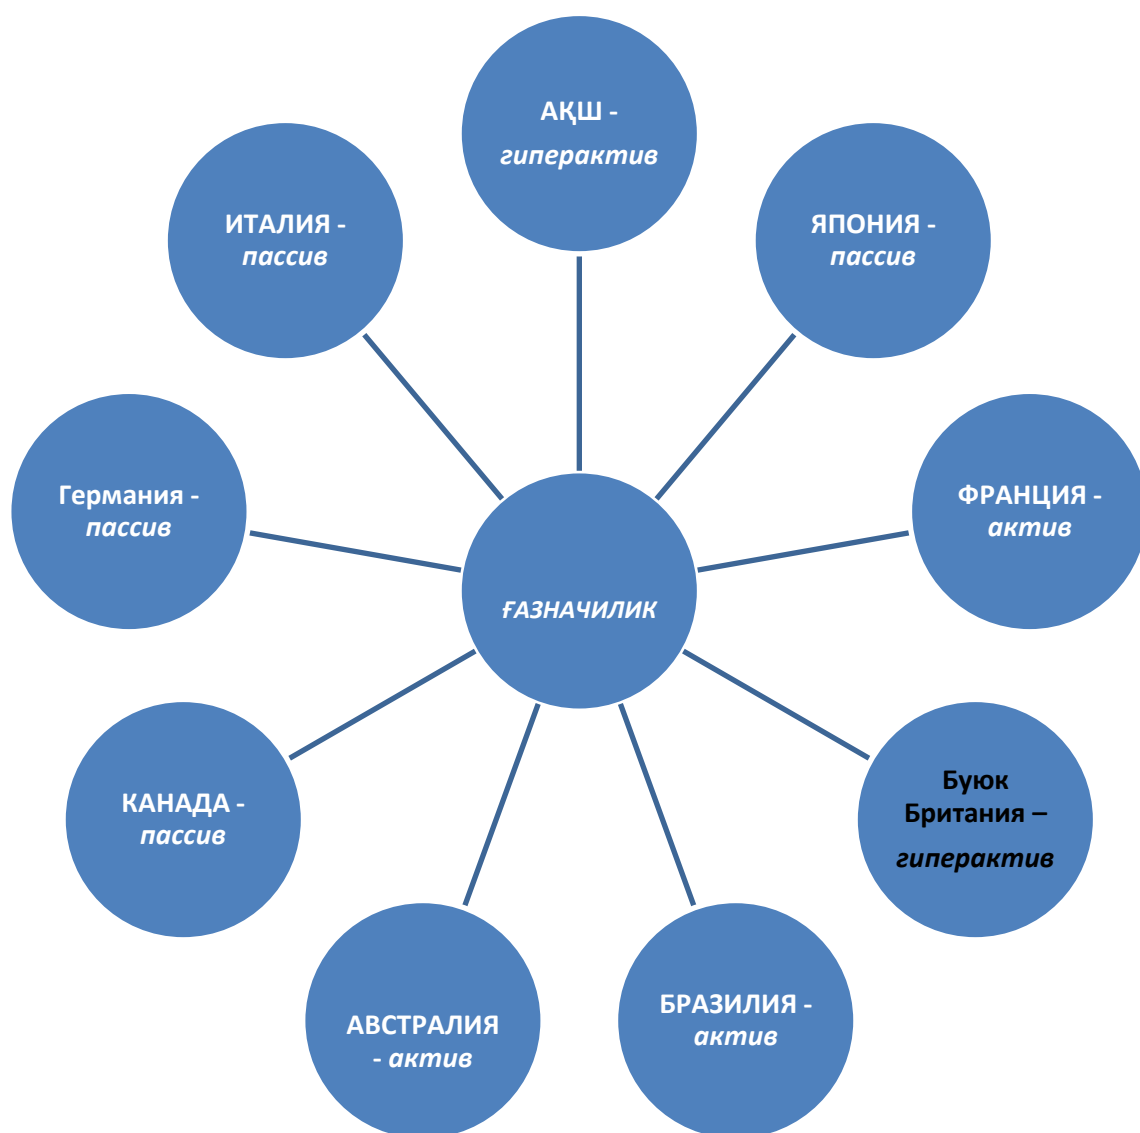 АҚШ -
гиперактив
ЯПОНИЯ -
пассив
ФРАНЦИЯ -
актив
Буюк
Британия –
гиперактив
БРАЗИЛИЯ -
актив
АВСТРАЛИЯ
- актив
КАНАДА -
пассив
Германия -
пассив
ИТАЛИЯ -
пассив
ҒАЗНАЧИЛИК